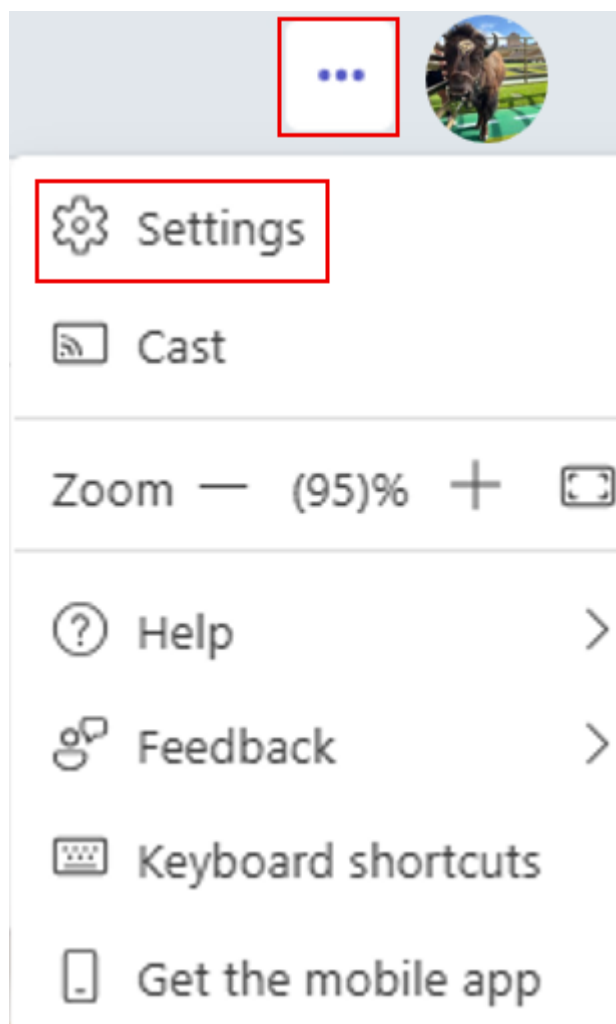 Settings
Cast
Zoom — (95)% +
Help
Feedback
Keyboard shortcuts
Get the mobile app